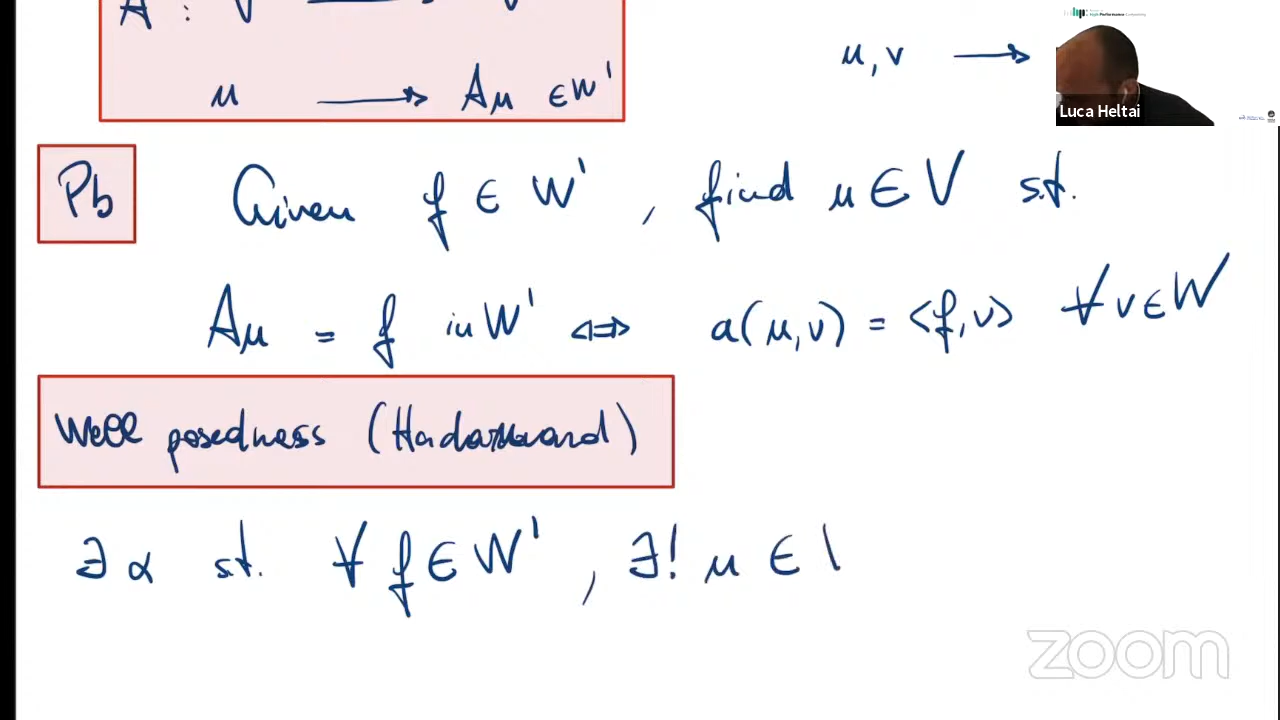 A : V ⟶ V
u, v ⟶
u ⟶ Au ∈ W'
Luca Heltai
Pb
Given f ∈ W' , find u ∈ V s.t.
Au = f in W' ⇔ a(u,v) = <f,v> ∀ v ∈ W
Well posedness (Hadamard)
∃ α s.t. ∀ f ∈ W' , ∃! u ∈
zoom